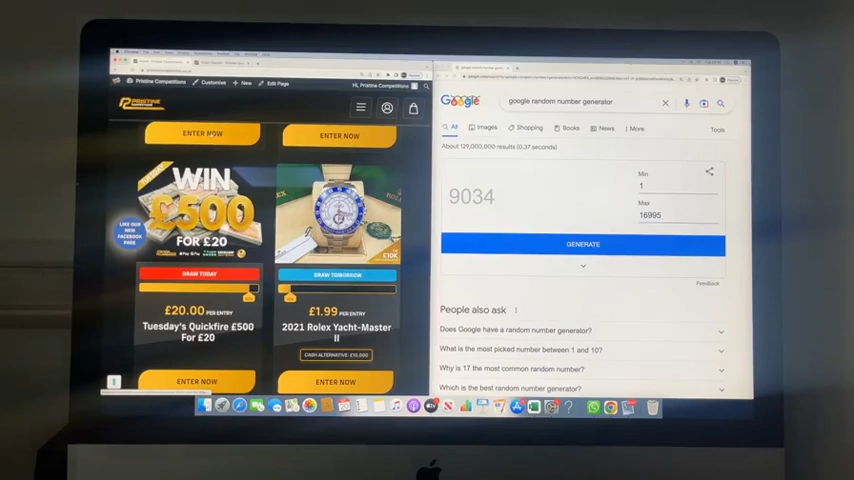 Pristine Competitions
Customise
New
Edit Page
Hi, Pristine Competitions
PRISTINE
ENTER NOW
ENTER NOW
TUESDAY
WIN
£500
FOR £20
LIKE OUR
NEW
FACEBOOK
PAGE
£10K
DRAW TODAY
DRAW TOMORROW
£20.00 PER ENTRY
Tuesday's Quickfire £500
For £20
£1.99 PER ENTRY
2021 Rolex Yacht-Master
II
CASH ALTERNATIVE: £10,000
ENTER NOW
ENTER NOW
Google
google random number generator
All
Images
Shopping
Books
News
More
Tools
About 129,000,000 results (0.37 seconds)
9034
Min
1
Max
16995
GENERATE
Feedback
People also ask
Does Google have a random number generator?
What is the most picked number between 1 and 10?
Why is 17 the most common random number?
Which is the best random number generator?